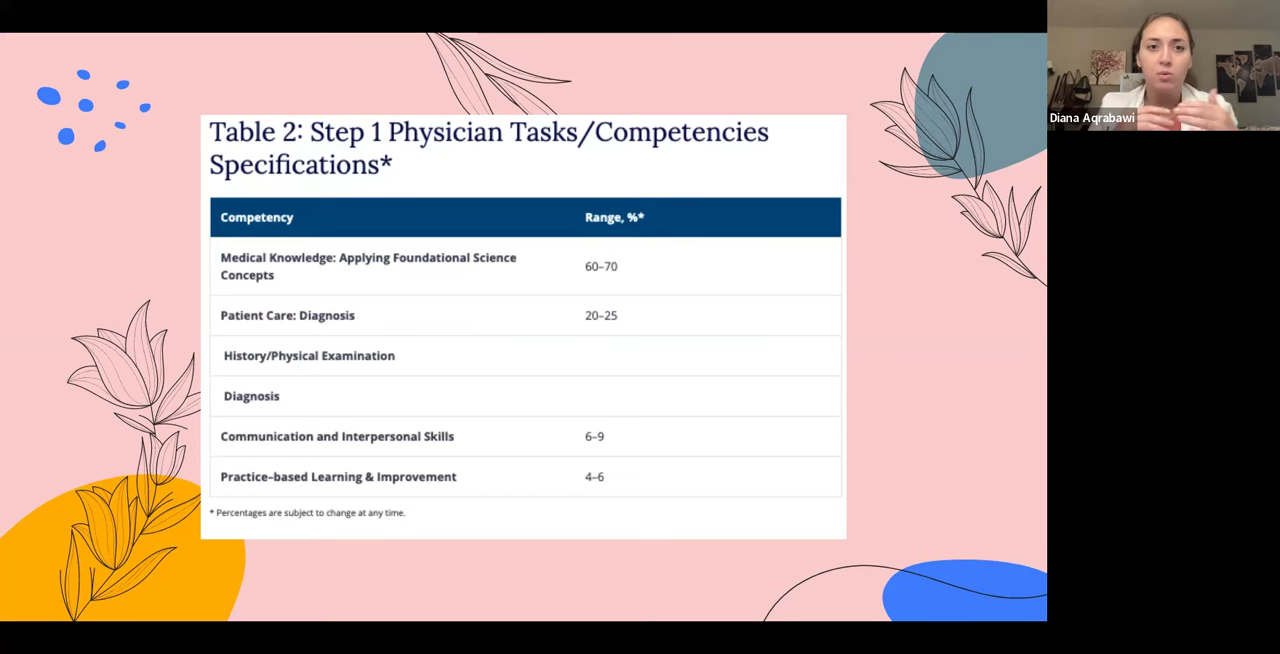 Table 2: Step 1 Physician Tasks/Competencies
Specifications*
Competency Range, %*
Medical Knowledge: Applying Foundational Science
Concepts 60–70
Patient Care: Diagnosis 20–25
History/Physical Examination
Diagnosis
Communication and Interpersonal Skills 6–9
Practice–based Learning & Improvement 4–6
* Percentages are subject to change at any time.
Diana Aqrabawi